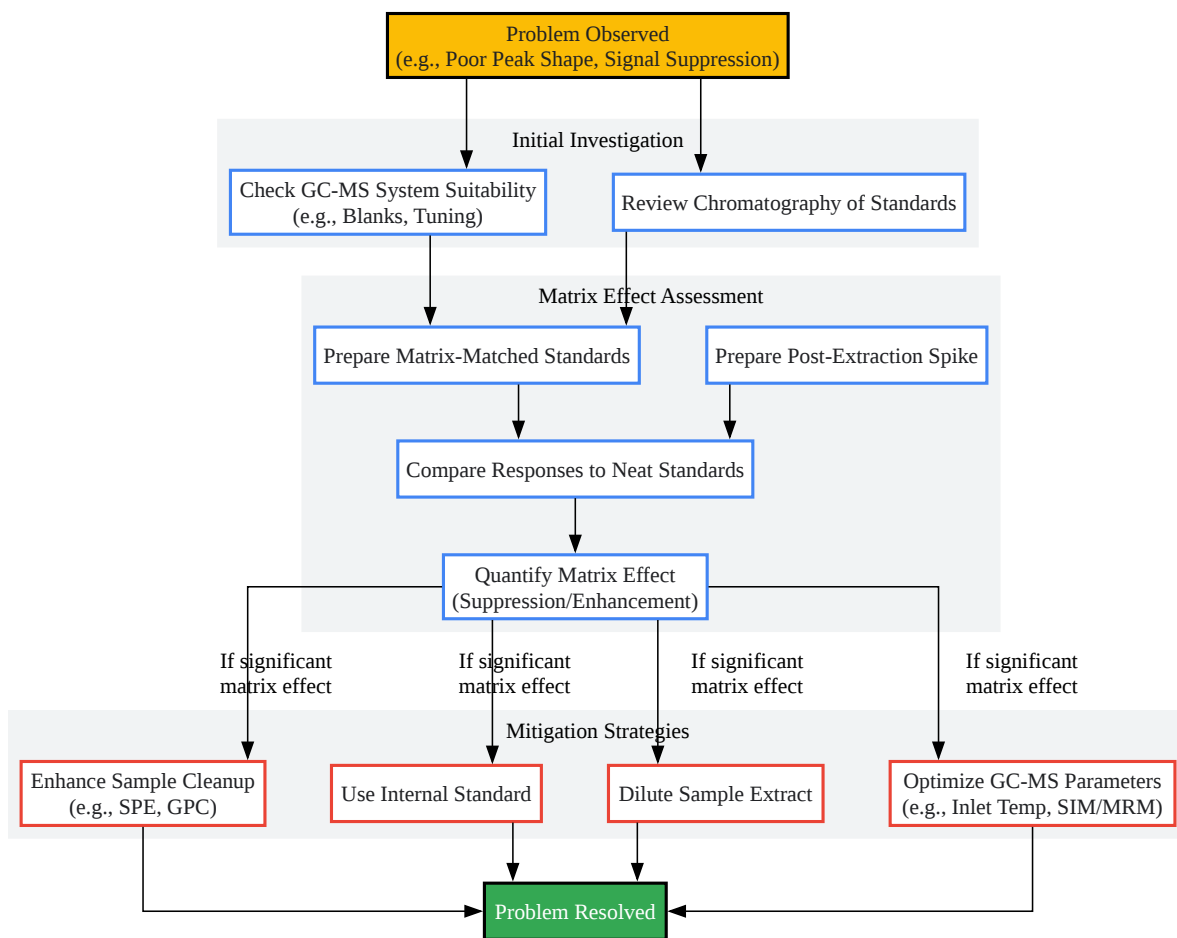 Problem Observed
(e.g., Poor Peak Shape, Signal Suppression)
Initial Investigation
Check GC-MS System Suitability
(e.g., Blanks, Tuning)
Review Chromatography of Standards
Matrix Effect Assessment
Prepare Matrix-Matched Standards
Prepare Post-Extraction Spike
Compare Responses to Neat Standards
Quantify Matrix Effect
(Suppression/Enhancement)
If significant
matrix effect
If significant
matrix effect
If significant
matrix effect
If significant
matrix effect
Mitigation Strategies
Enhance Sample Cleanup
(e.g., SPE, GPC)
Use Internal Standard
Dilute Sample Extract
Optimize GC-MS Parameters
(e.g., Inlet Temp, SIM/MRM)
Problem Resolved